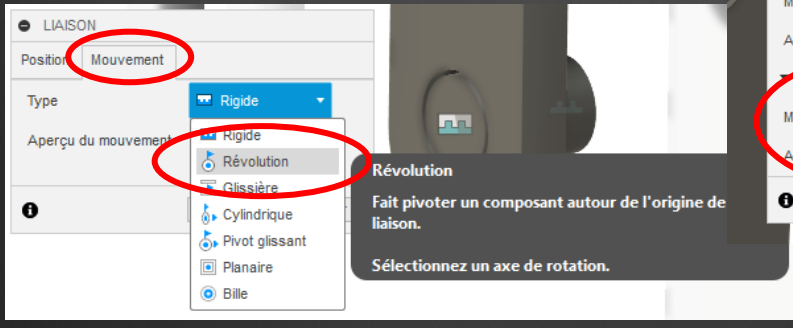 LIAISON
Position Mouvement
Type Rigide
Aperçu du mouvement
Rigide
Révolution
Glissière
Cylindrique
Pivot glissant
Planaire
Bille
Révolution
Fait pivoter un composant autour de l'origine de
liaison.
Sélectionnez un axe de rotation.